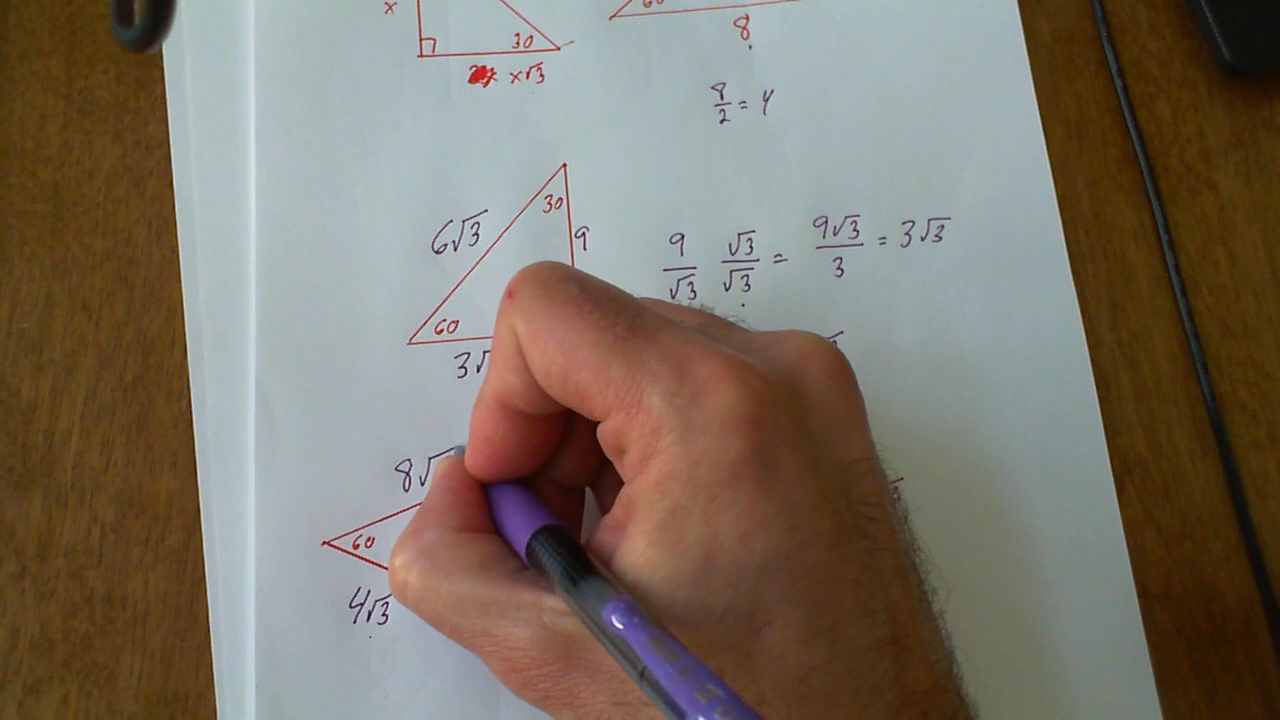 x
30
x√3
60
8
8/2 = 4
6√3
30
9
9/√3 √3/√3 = 9√3/3 = 3√3
60
3√
8√
60
4√3